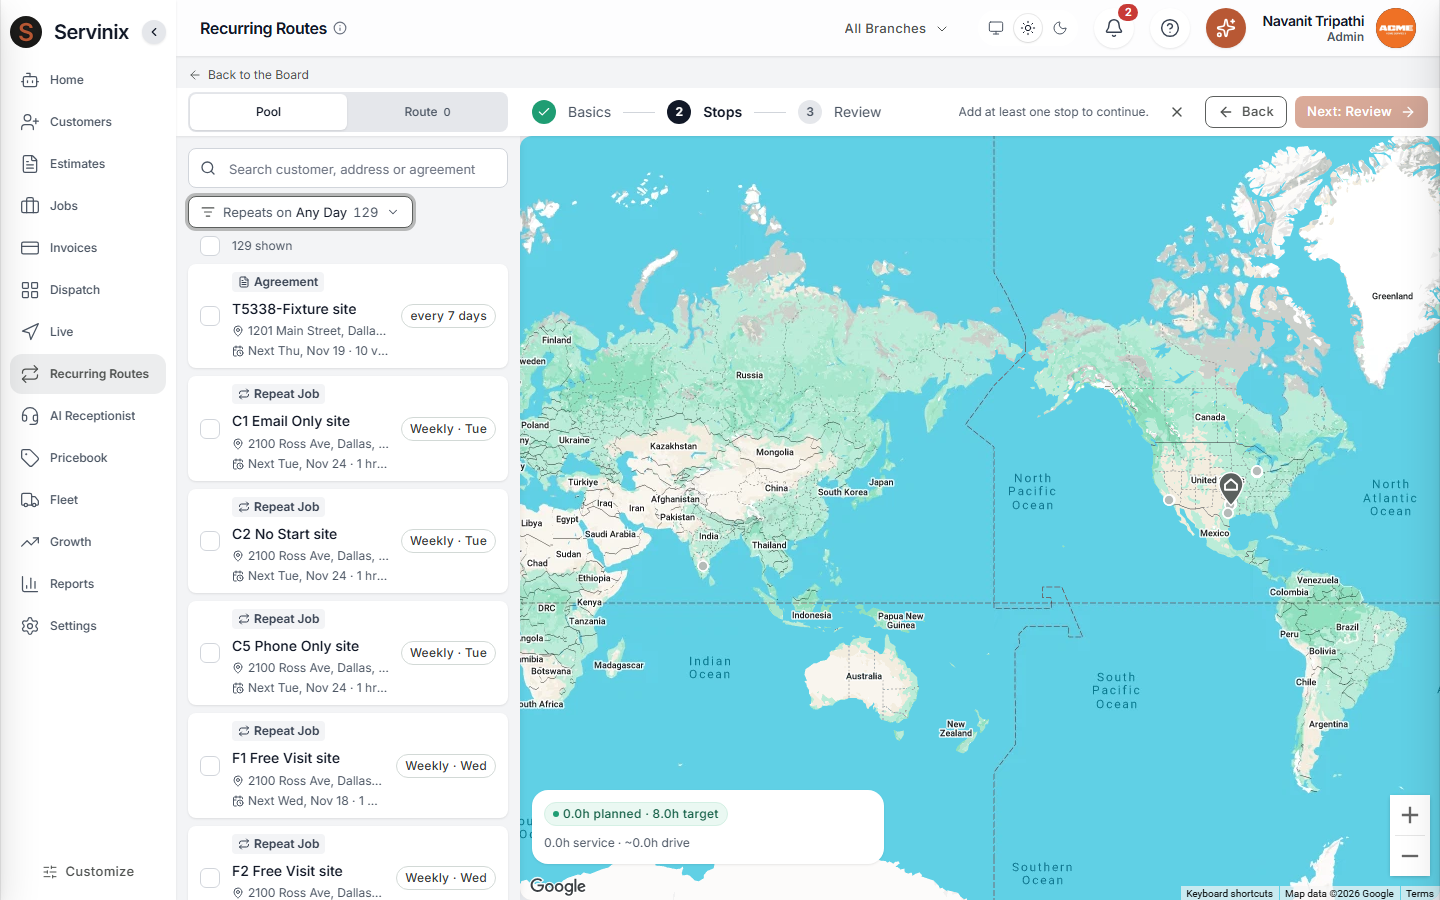 Servinix
Home
Customers
Estimates
Jobs
Invoices
Dispatch
Live
Recurring Routes
AI Receptionist
Pricebook
Fleet
Growth
Reports
Settings
Customize
Recurring Routes
All Branches
2
Navanit Tripathi
Admin
ACME
Back to the Board
Pool
Route 0
Basics
2 Stops
3 Review
Add at least one stop to continue.
Back
Next: Review
Search customer, address or agreement
Repeats on Any Day 129
129 shown
Agreement
T5338-Fixture site
1201 Main Street, Dalla...
Next Thu, Nov 19 · 10 v...
every 7 days
Repeat Job
C1 Email Only site
2100 Ross Ave, Dallas, ...
Next Tue, Nov 24 · 1 hr...
Weekly · Tue
Repeat Job
C2 No Start site
2100 Ross Ave, Dallas, ...
Next Tue, Nov 24 · 1 hr...
Weekly · Tue
Repeat Job
C5 Phone Only site
2100 Ross Ave, Dallas, ...
Next Tue, Nov 24 · 1 hr...
Weekly · Tue
Repeat Job
F1 Free Visit site
2100 Ross Ave, Dallas...
Next Wed, Nov 18 · 1 ...
Weekly · Wed
Repeat Job
F2 Free Visit site
2100 Ross Ave, Dallas...
Weekly · Wed
Greenland
Finland
weden
Russia
Canada
Poland
ny
Ukraine
Kazakhstan
Mongolia
Türkiye
China
Japan
South Korea
Afghanistan
Iraq
Iran
Pakistan
Libya
Egypt
Saudi Arabia
India
Thailand
Sudan
Chad
Ethiopia
North
Pacific
Ocean
United
Mexico
North
Atlantic
Ocean
Venezuela
Colombia
DRC
Kenya
Tanzania
Indonesia
Papua New
Guinea
Brazil
Peru
Bolivia
ngola
mibia
Botswana
Madagascar
Indian
Ocean
Australia
South
Pacific
Ocean
Chile
outh Africa
New
Zealand
Argentina
0.0h planned · 8.0h target
0.0h service · ~0.0h drive
Southern
Ocean
Google
Keyboard shortcuts
Map data ©2026 Google
Terms